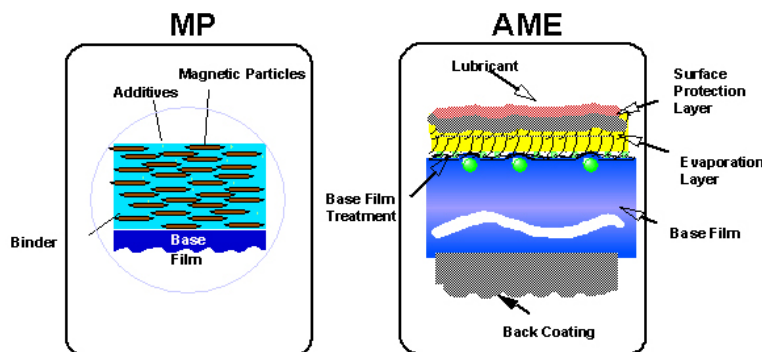 MP
Magnetic Particles
Additives
Binder
Base
Film
AME
Lubricant
Surface
Protection
Layer
Evaporation
Layer
Base Film
Treatment
Base Film
Back Coating